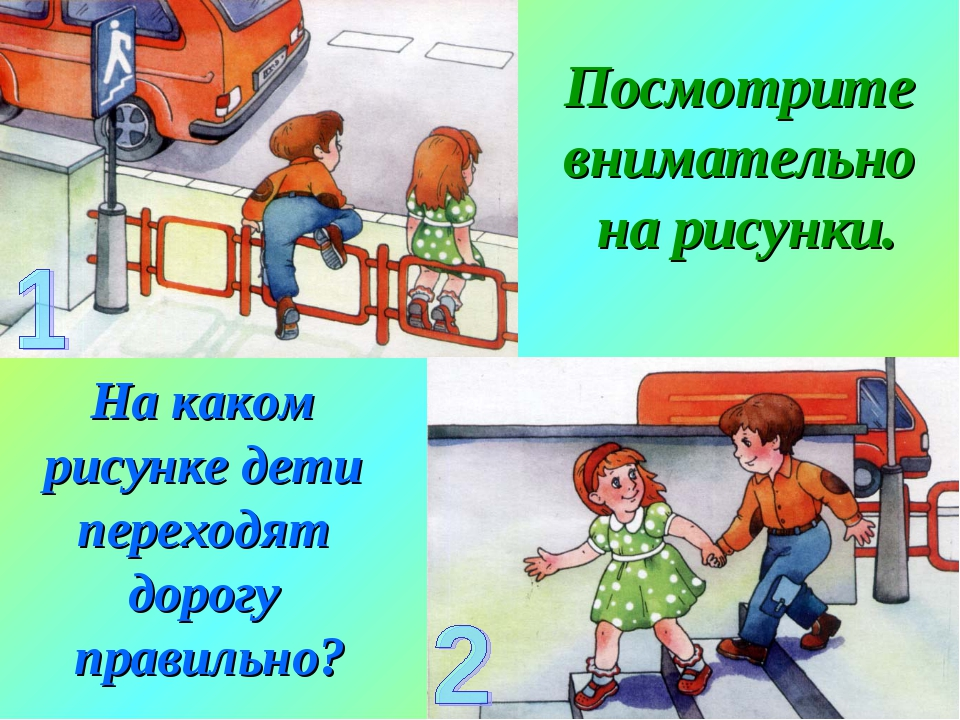 Посмотрите
внимательно
на рисунки.
1
На каком
рисунке дети
переходят
дорогу
правильно?
2